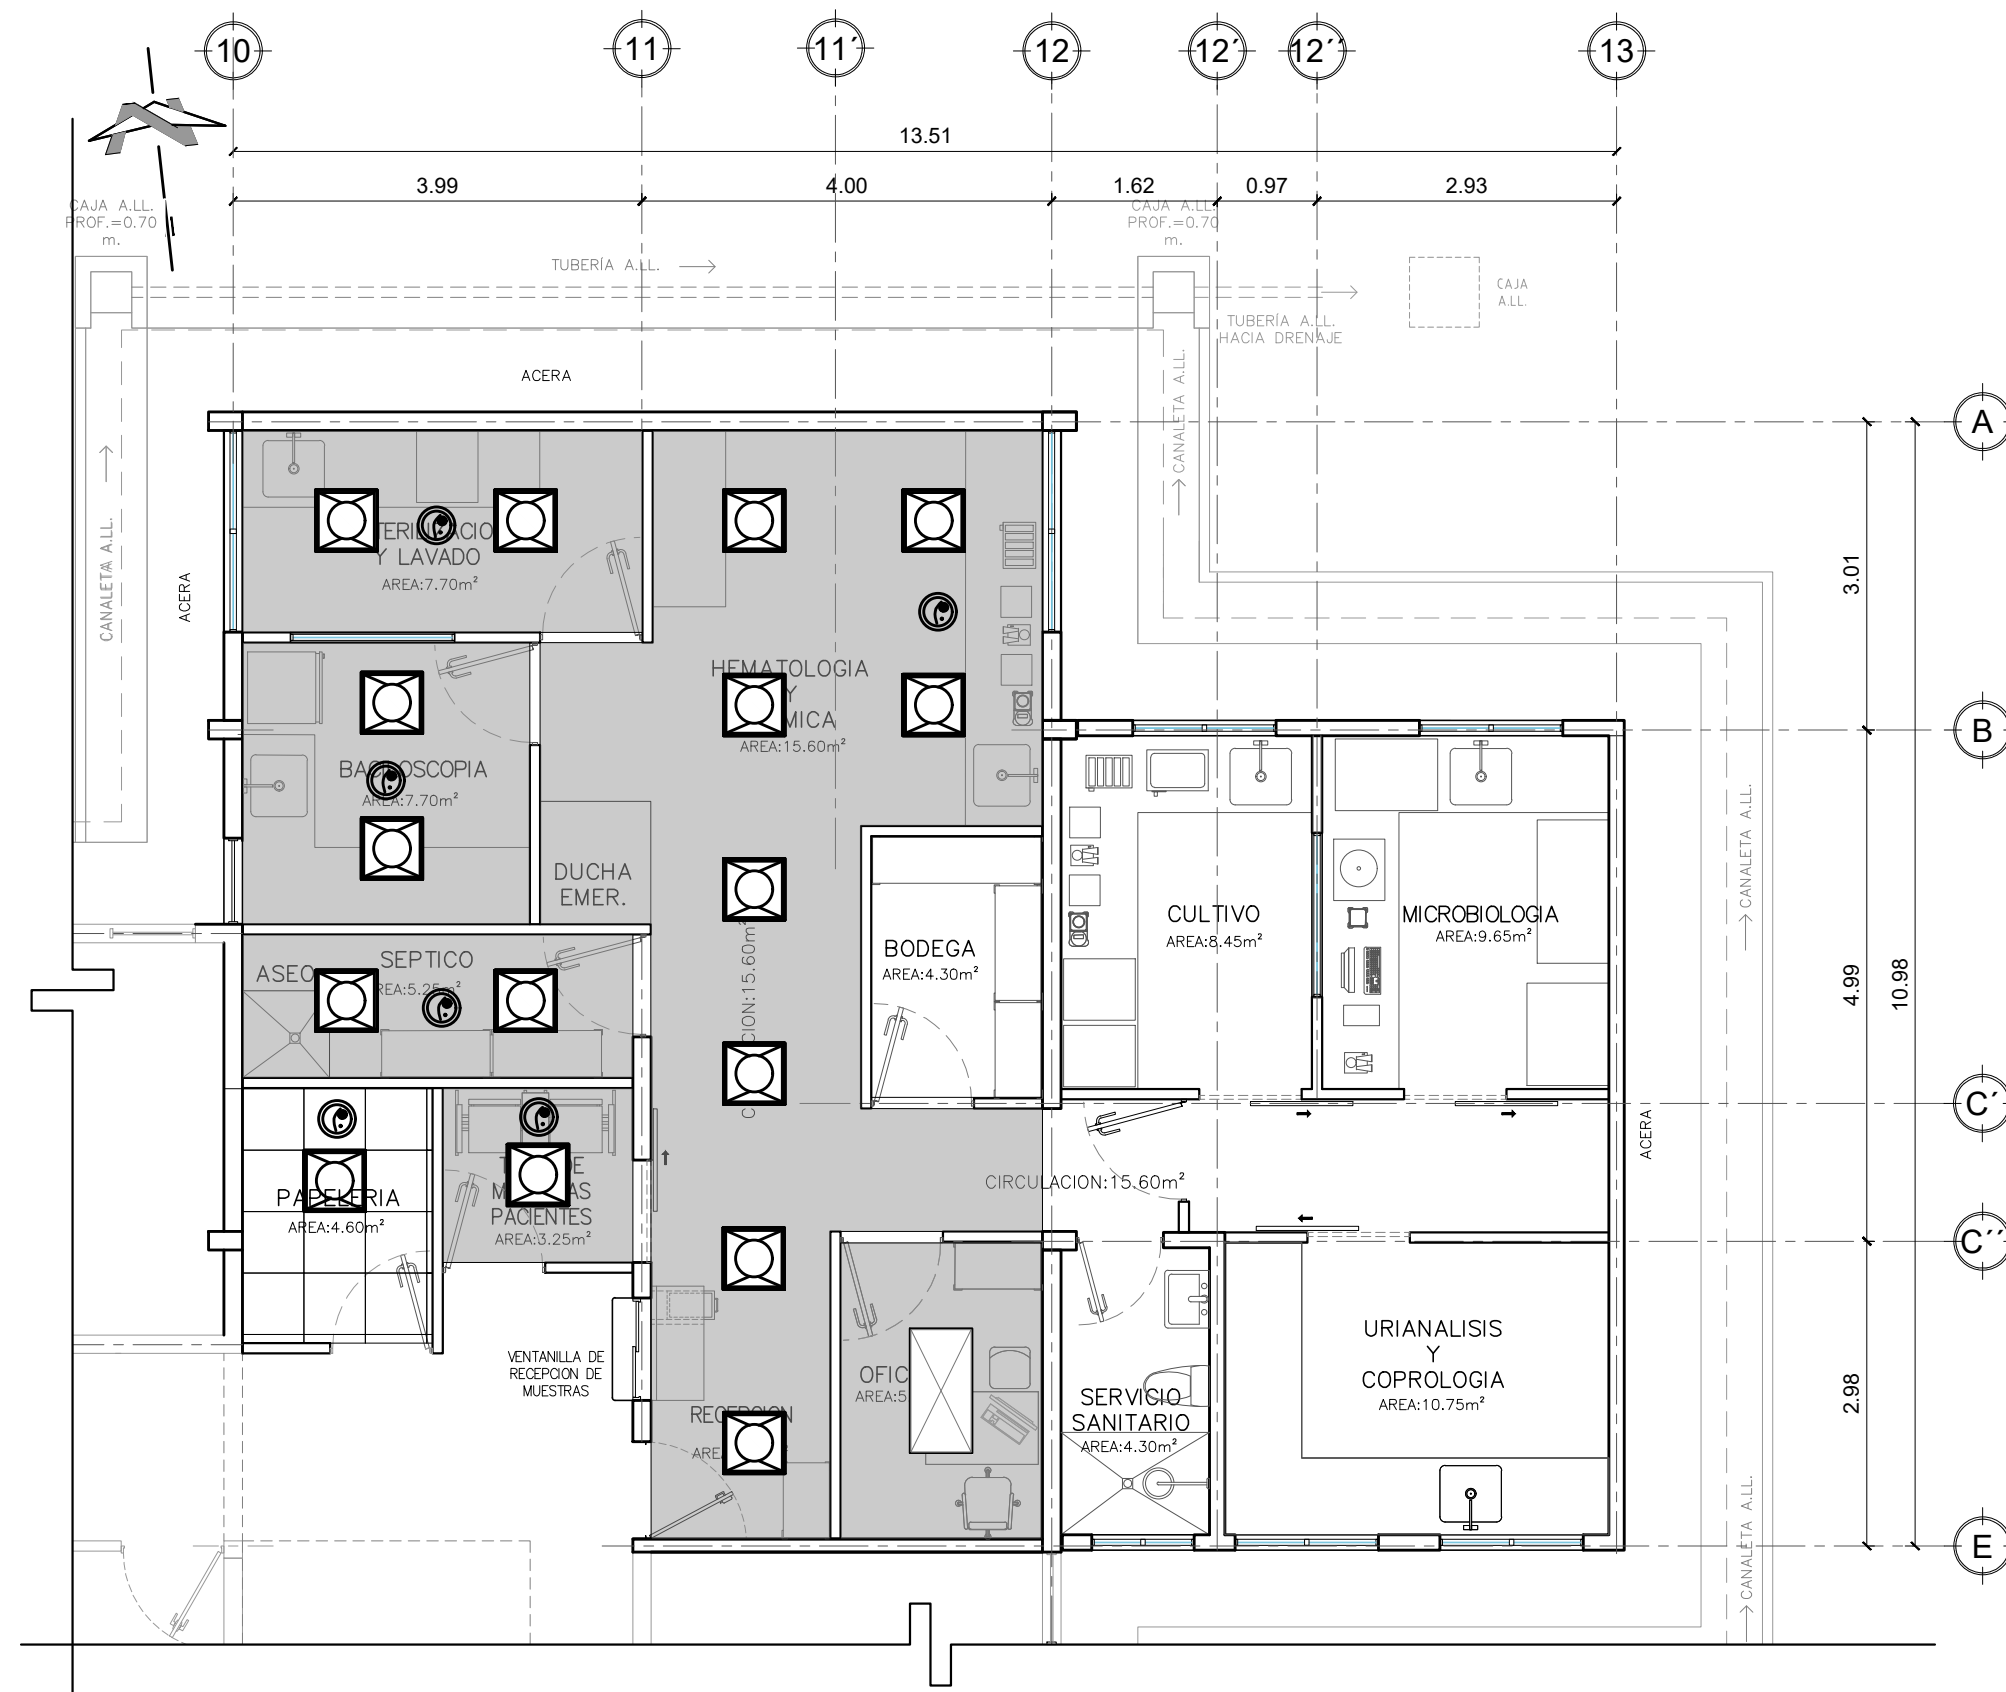 10
11
11´
12
12´
12´´
13
13.51
3.99
4.00
1.62
0.97
2.93
CAJA A.LL.
PROF.=0.70
m.
CAJA A.LL.
PROF.=0.70
m.
TUBERÍA A.LL.
CAJA
A.LL.
TUBERÍA A.LL.
HACIA DRENAJE
ACERA
CANALETA A.LL.
CANALETA A.LL.
ACERA
A
3.01
Y LAVADO
AREA:7.70m²
HEMATOLOGIA
Y
AREA:15.60m²
B
AREA:7.70m²
DUCHA
EMER.
CANALETA A.LL.
BODEGA
AREA:4.30m²
CULTIVO
AREA:8.45m²
MICROBIOLOGIA
AREA:9.65m²
ASEO
SEPTICO
4.99
10.98
C´
ACERA
CIRCULACION:15.60m²
PAPELERIA
AREA:4.60m²
PACIENTES
AREA:3.25m²
C´´
VENTANILLA DE
RECEPCION DE
MUESTRAS
URIANALISIS
Y
COPROLOGIA
AREA:10.75m²
SERVICIO
SANITARIO
AREA:4.30m²
2.98
CANALETA A.LL.
E